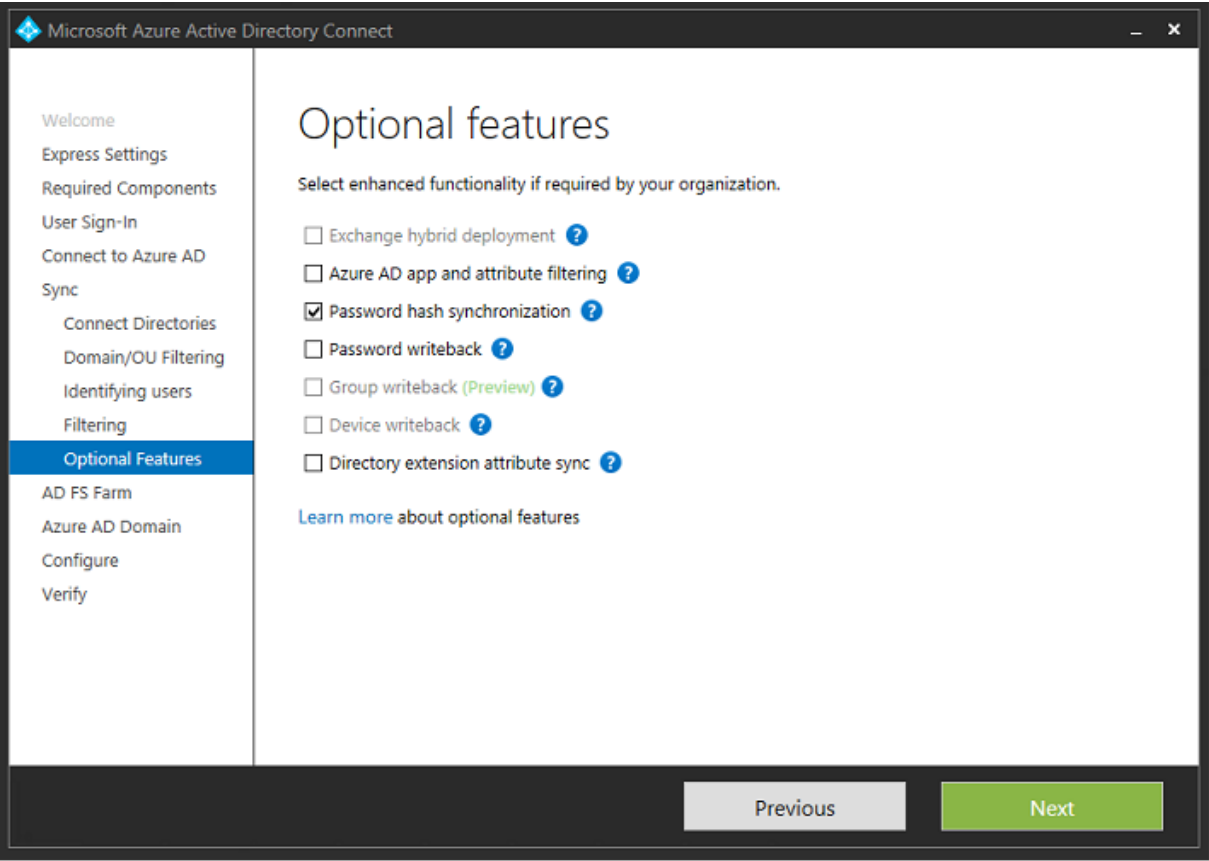 Microsoft Azure Active Directory Connect
Welcome
Express Settings
Required Components
User Sign-In
Connect to Azure AD
Sync
Connect Directories
Domain/OU Filtering
Identifying users
Filtering
Optional Features
AD FS Farm
Azure AD Domain
Configure
Verify
Optional features
Select enhanced functionality if required by your organization.
Exchange hybrid deployment ?
Azure AD app and attribute filtering ?
Password hash synchronization ?
Password writeback ?
Group writeback (Preview) ?
Device writeback ?
Directory extension attribute sync ?
Learn more about optional features
Previous
Next